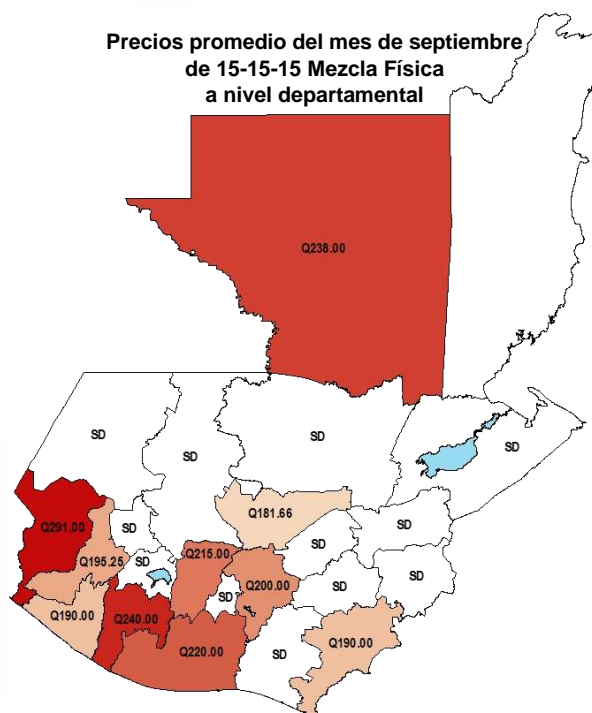 Precios promedio del mes de septiembre
de 15-15-15 Mezcla Física
a nivel departamental
Q238.00
SD
SD
SD
SD
Q181.66
Q291.00
SD
SD
SD
Q195.25
SD
Q215.00
SD
Q200.00
SD
SD
Q190.00
Q240.00
Q220.00
SD
Q190.00